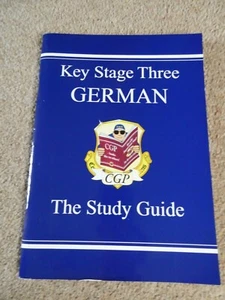 Key Stage Three
GERMAN
CGP
CGP
The Study Guide